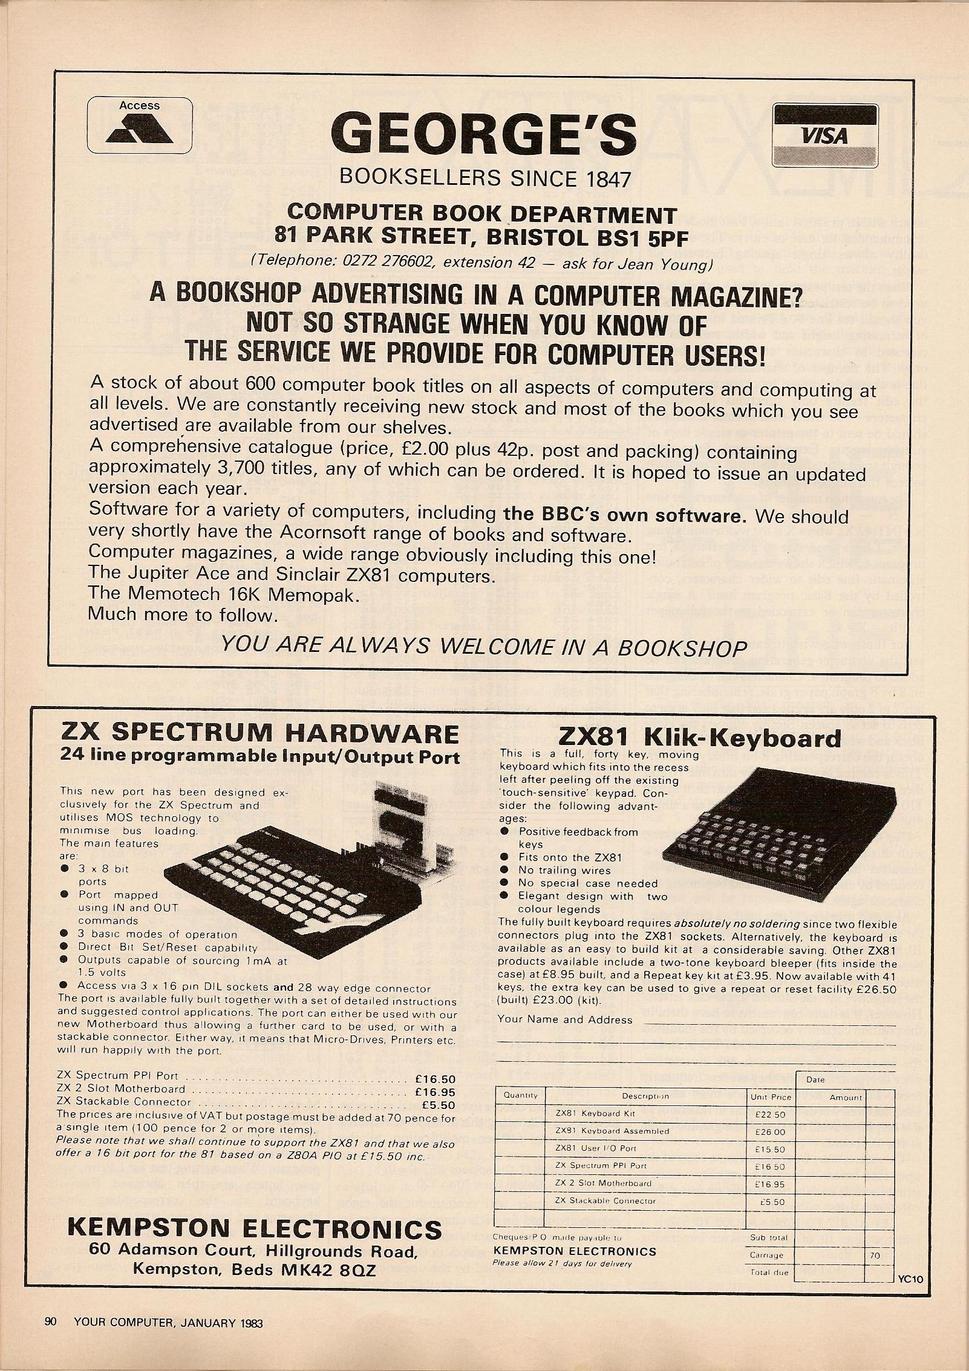 Access
VISA
GEORGE'S
BOOKSELLERS SINCE 1847
COMPUTER BOOK DEPARTMENT
81 PARK STREET, BRISTOL BS1 5PF
(Telephone: 0272 276602, extension 42 — ask for Jean Young)
A BOOKSHOP ADVERTISING IN A COMPUTER MAGAZINE?
NOT SO STRANGE WHEN YOU KNOW OF
THE SERVICE WE PROVIDE FOR COMPUTER USERS!
A stock of about 600 computer book titles on all aspects of computers and computing at
all levels. We are constantly receiving new stock and most of the books which you see
advertised are available from our shelves.
A comprehensive catalogue (price, £2.00 plus 42p. post and packing) containing
approximately 3,700 titles, any of which can be ordered. It is hoped to issue an updated
version each year.
Software for a variety of computers, including the BBC's own software. We should
very shortly have the Acornsoft range of books and software.
Computer magazines, a wide range obviously including this one!
The Jupiter Ace and Sinclair ZX81 computers.
The Memotech 16K Memopak.
Much more to follow.
YOU ARE ALWAYS WELCOME IN A BOOKSHOP
ZX SPECTRUM HARDWARE
24 line programmable Input/Output Port
This new port has been designed ex-
clusively for the ZX Spectrum and
utilises MOS technology to
minimise bus loading.
The main features
are:
● 3 x 8 bit
ports
● Port mapped
using IN and OUT
commands
● 3 basic modes of operation
● Direct Bit Set/Reset capability
● Outputs capable of sourcing 1mA at
1.5 volts
● Access via 3 x 16 pin DIL sockets and 28 way edge connector
The port is available fully built together with a set of detailed instructions
and suggested control applications. The port can either be used with our
new Motherboard thus allowing a further card to be used, or with a
stackable connector. Either way, it means that Micro-Drives, Printers etc.
will run happily with the port.
ZX Spectrum PPI Port £16.50
ZX 2 Slot Motherboard £16.95
ZX Stackable Connector £5.50
The prices are inclusive of VAT but postage must be added at 70 pence for
a single item (100 pence for 2 or more items).
Please note that we shall continue to support the ZX81 and that we also
offer a 16 bit port for the 81 based on a Z80A PIO at £15.50 inc.
KEMPSTON ELECTRONICS
60 Adamson Court, Hillgrounds Road,
Kempston, Beds MK42 8QZ
ZX81 Klik-Keyboard
This is a full, forty key, moving
keyboard which fits into the recess
left after peeling off the existing
'touch-sensitive' keypad. Con-
sider the following advant-
ages:
● Positive feedback from
keys
● Fits onto the ZX81
● No trailing wires
● No special case needed
● Elegant design with two
colour legends
The fully built keyboard requires absolutely no soldering since two flexible
connectors plug into the ZX81 sockets. Alternatively, the keyboard is
available as an easy to build kit at a considerable saving. Other ZX81
products available include a two-tone keyboard bleeper (fits inside the
case) at £8.95 built, and a Repeat key kit at £3.95. Now available with 41
keys, the extra key can be used to give a repeat or reset facility £26.50
(built) £23.00 (kit).
Your Name and Address
Date
Quantity Description Unit Price Amount
ZX81 Keyboard Kit £22.50
ZX81 Keyboard Assembled £26.00
ZX81 User I/O Port £15.50
ZX Spectrum PPI Port £16.50
ZX 2 Slot Motherboard £16.95
ZX Stackable Connector £5.50
Cheques/P.O. made payable to Sub total
KEMPSTON ELECTRONICS Carriage 70
Please allow 21 days for delivery
Total due
YC10
90 YOUR COMPUTER, JANUARY 1983